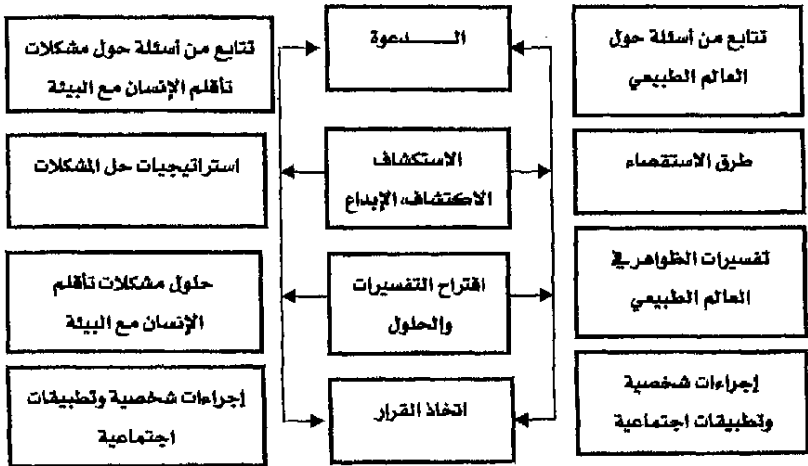 تتابع من أسئلة حول
العالم الطبيعي
الـــدعوة
تتابع من أسئلة حول مشكلات
تأقلم الإنسان مع البيئة
طرق الاستقصاء
الاستكشاف
الاكتشاف، الإبداع
استراتيجيات حل المشكلات
تفسيرات الظواهر في
العالم الطبيعي
اقتراح التفسيرات
والحلول
حلول مشكلات تأقلم
الإنسان مع البيئة
إجراءات شخصية
وتطبيقات اجتماعية
اتخاذ القرار
إجراءات شخصية وتطبيقات
اجتماعية